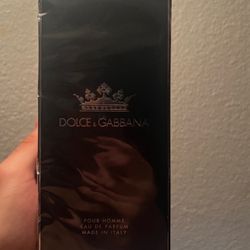 DOLCE & GABBANA
POUR HOMME
EAU DE PARFUM
MADE IN ITALY